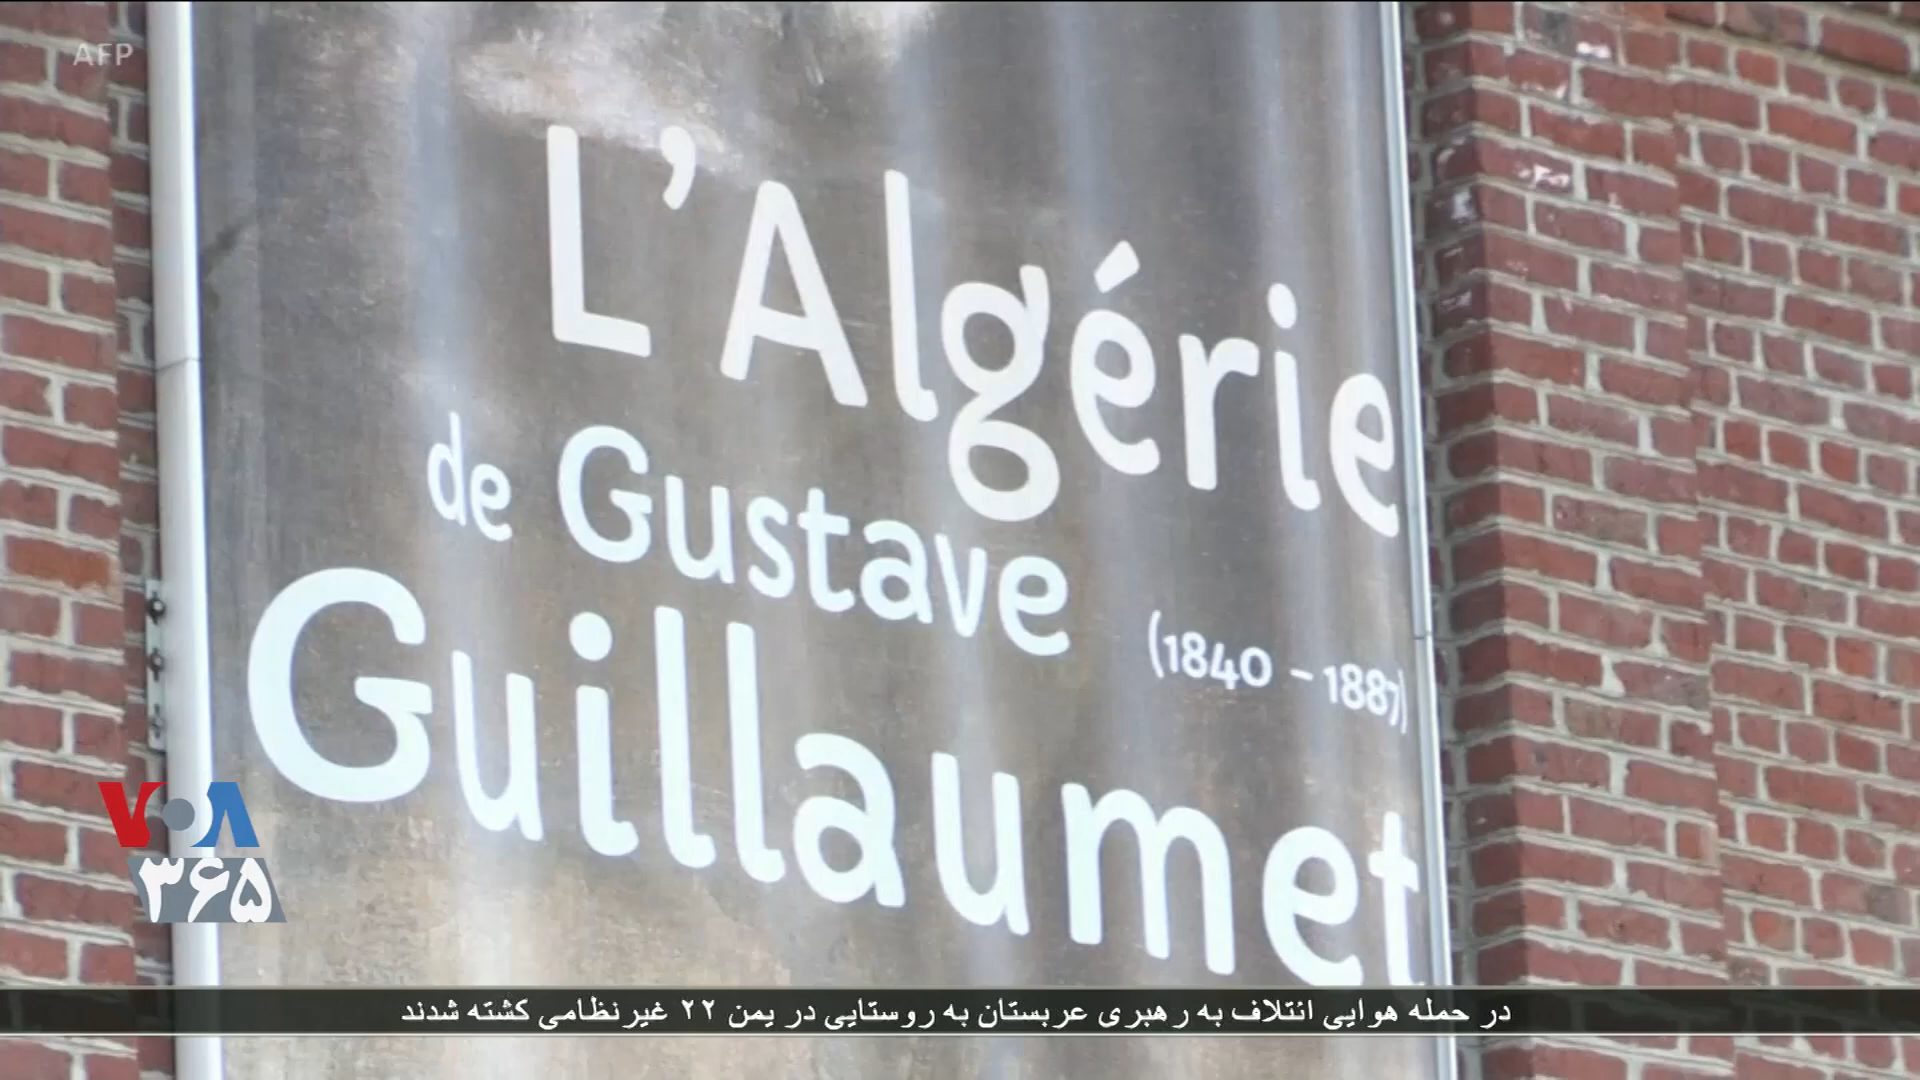 AFP
L'Algérie
de Gustave
(1840 - 1887)
Guillaumet
VOA
۳۶۵
در حمله هوایی ائتلاف به رهبری عربستان به روستایی در یمن ۲۲ غیرنظامی کشته شدند